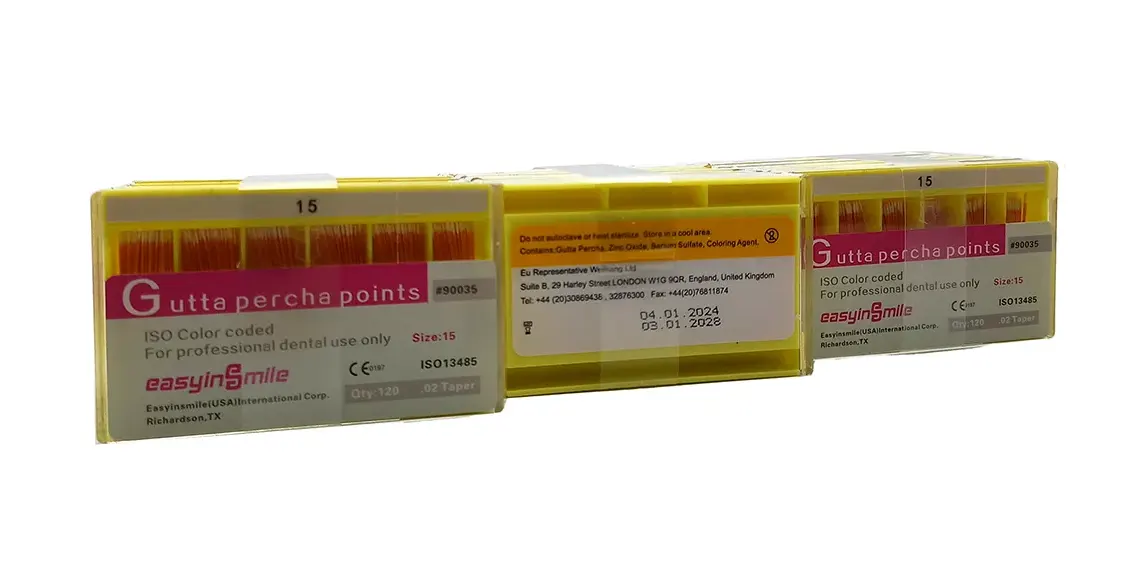 15
Gutta percha points #90035
ISO Color coded
For professional dental use only Size:15
easyinSmile CE0197 ISO13485
Qty:120 .02 Taper
Easyinsmile(USA)International Corp.
Richardson,TX
Do not autoclave or heat sterilize. Store in a cool area.
Contains:Gutta Percha, Zinc Oxide, Barium Sulfate, Coloring Agent.
Eu Representative Weihang Ltd
Suite B, 29 Harley Street LONDON W1G 9QR, England, United Kingdom
Tel: +44 (20)30869438 , 32876300 Fax: +44(20)76811874
04.01.2024
03.01.2028
15
Gutta percha points #90035
ISO Color coded
For professional dental use only Size:15
easyinSmile CE0197 ISO13485
Qty:120 .02 Taper
Easyinsmile(USA)International Corp.
Richardson,TX